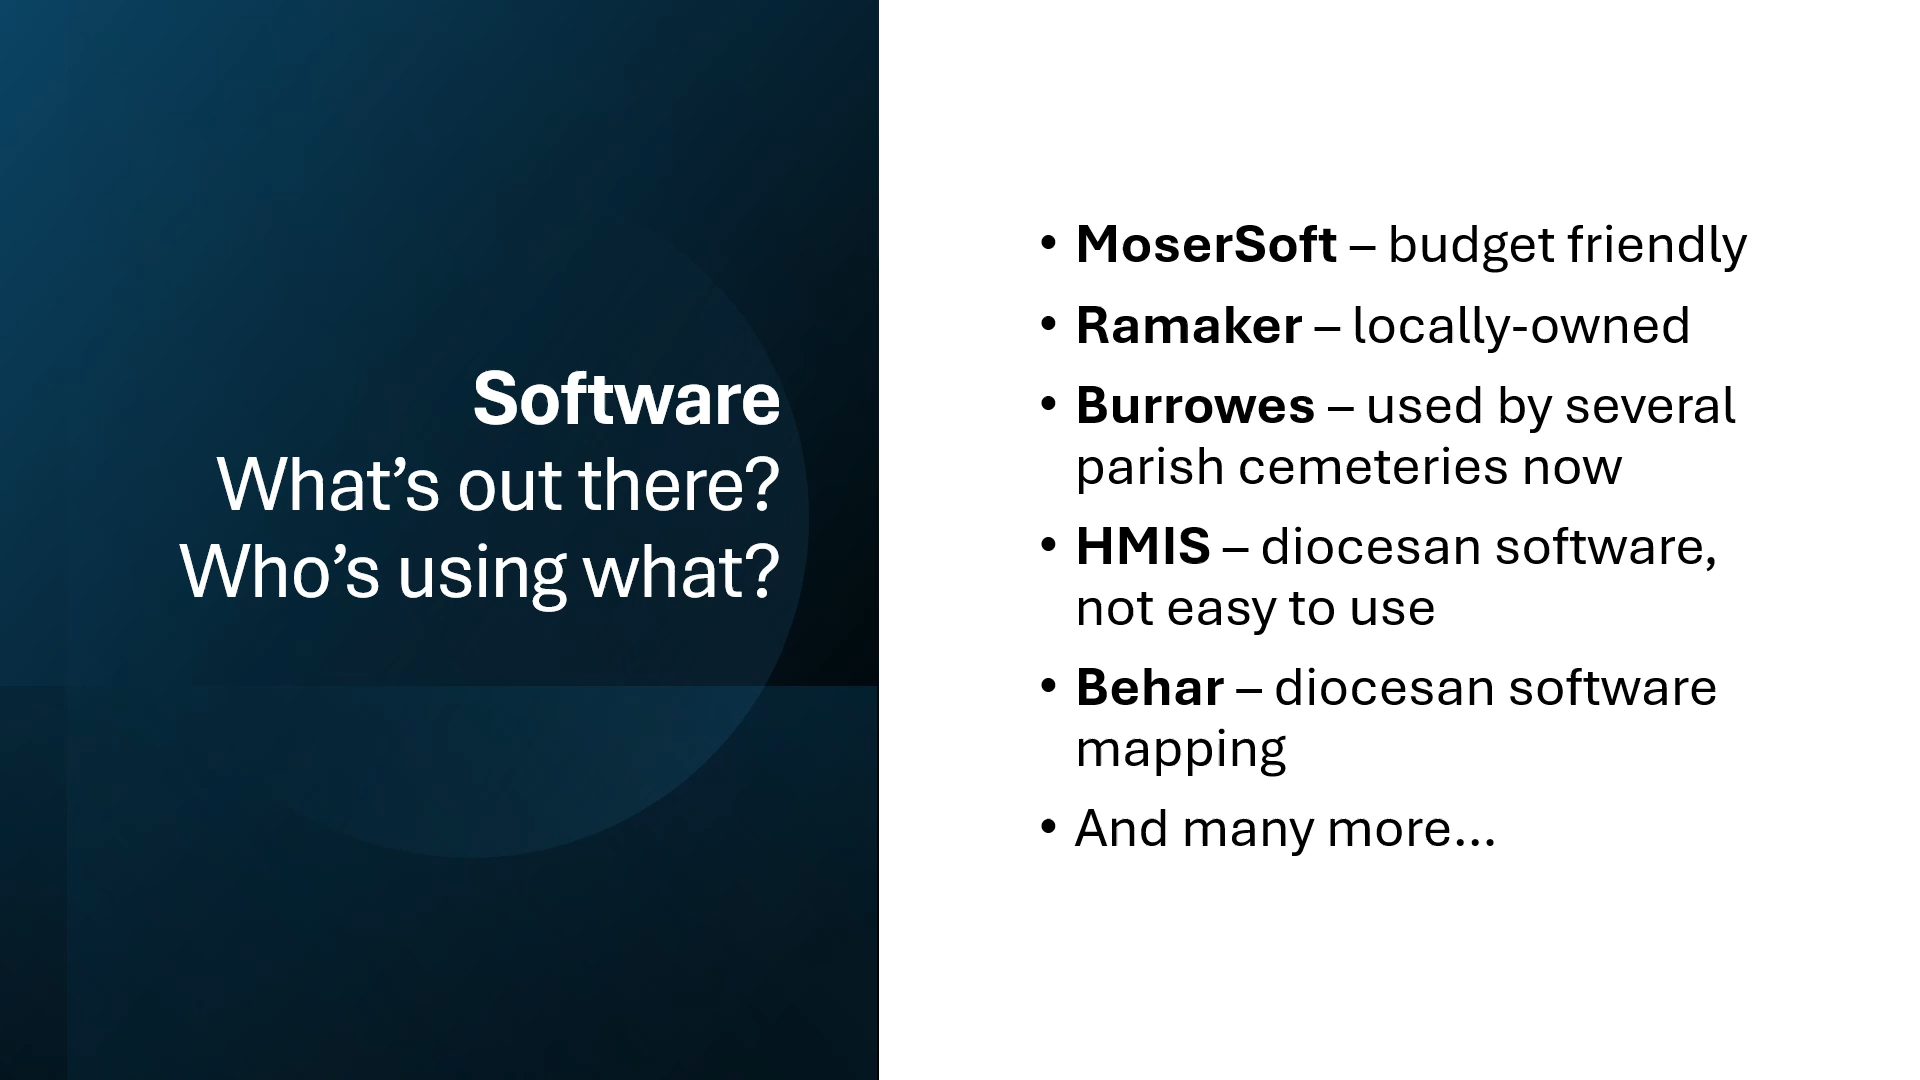 Software
What’s out there?
Who’s using what?
• MoserSoft – budget friendly
• Ramaker – locally-owned
• Burrowes – used by several
parish cemeteries now
• HMIS – diocesan software,
not easy to use
• Behar – diocesan software
mapping
• And many more…